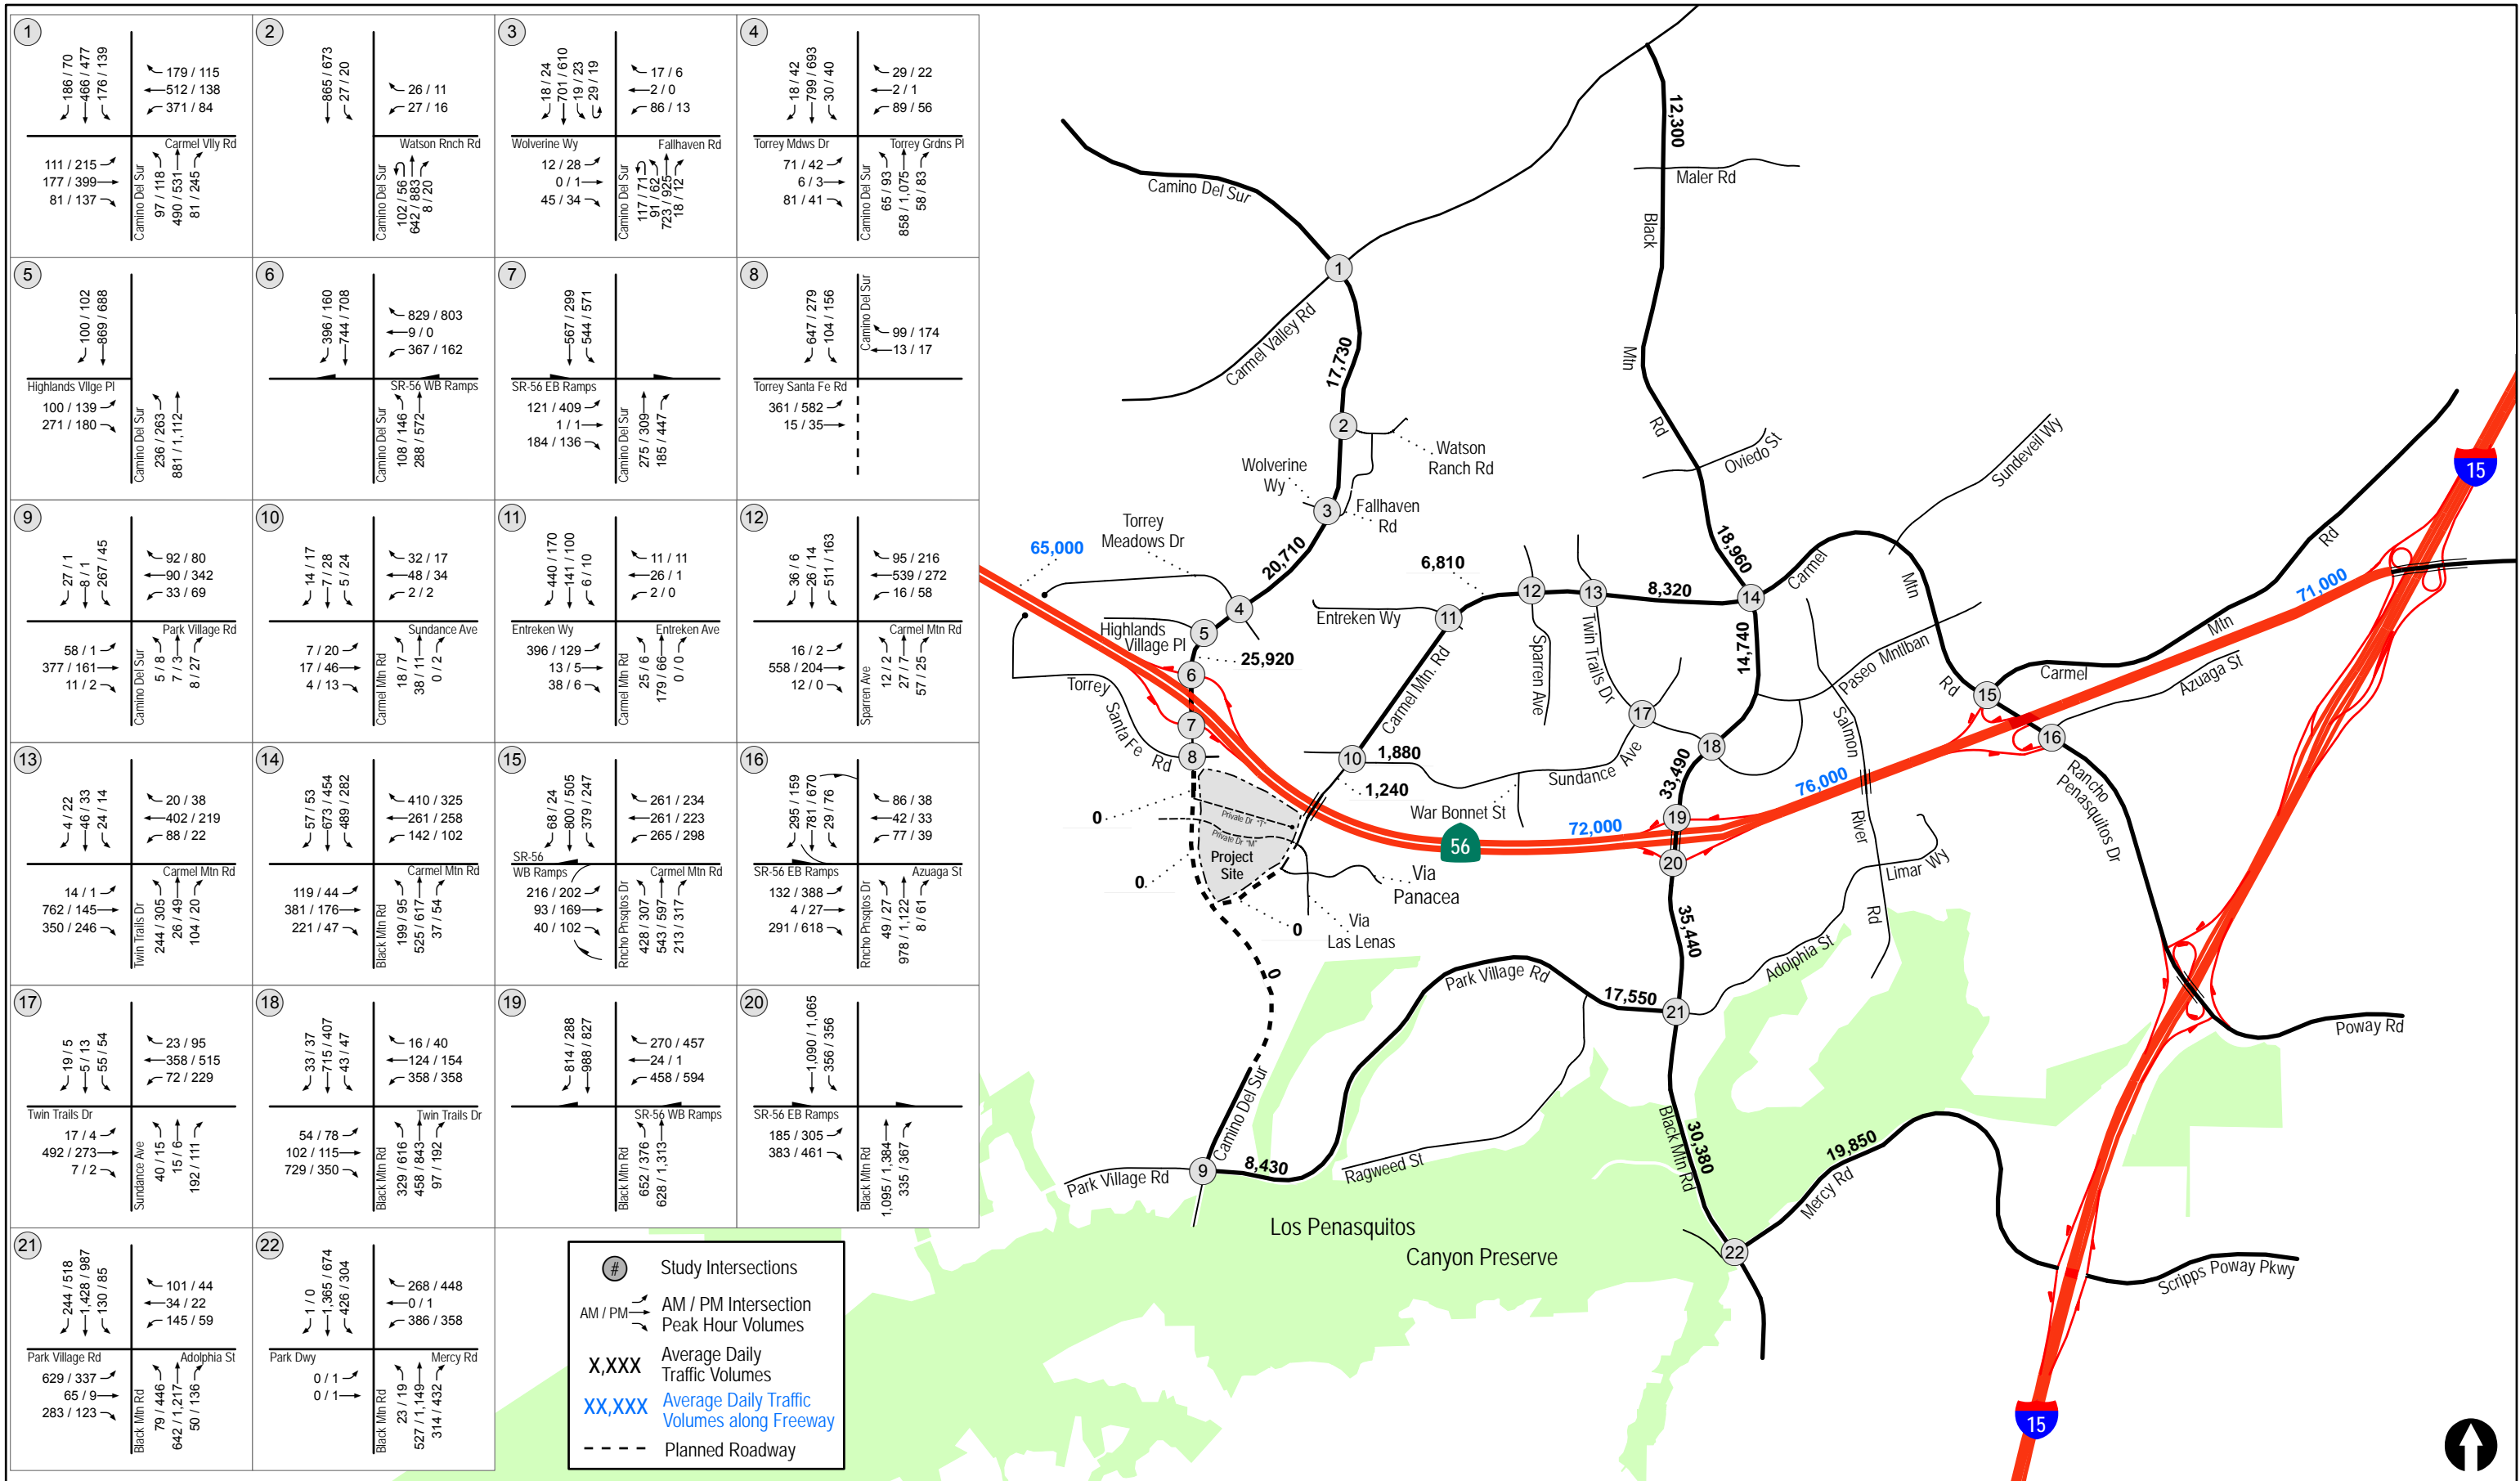 1
186 / 70
466 / 477
176 / 139
179 / 115
512 / 138
371 / 84
Carmel Vlly Rd
111 / 215
177 / 399
81 / 137
Camino Del Sur
97 / 118
490 / 531
81 / 245
2
865 / 673
27 / 20
26 / 11
27 / 16
Watson Rnch Rd
Camino Del Sur
102 / 56
642 / 883
8 / 20
3
18 / 24
701 / 610
19 / 23
29 / 19
17 / 6
2 / 0
86 / 13
Wolverine Wy
Fallhaven Rd
12 / 28
0 / 1
45 / 34
Camino Del Sur
117 / 71
91 / 62
723 / 925
18 / 12
4
18 / 42
799 / 693
30 / 40
29 / 22
2 / 1
89 / 56
Torrey Mdws Dr
Torrey Grdns Pl
71 / 42
6 / 3
81 / 41
Camino Del Sur
65 / 93
858 / 1,075
58 / 83
5
100 / 102
869 / 688
Highlands Vllge Pl
100 / 139
271 / 180
Camino Del Sur
236 / 263
881 / 1,112
6
396 / 160
744 / 708
829 / 803
9 / 0
367 / 162
SR-56 WB Ramps
Camino Del Sur
108 / 146
288 / 572
7
567 / 299
544 / 571
SR-56 EB Ramps
121 / 409
1 / 1
184 / 136
Camino Del Sur
275 / 309
185 / 447
8
647 / 279
104 / 156
Camino Del Sur
99 / 174
13 / 17
Torrey Santa Fe Rd
361 / 582
15 / 35
9
27 / 1
8 / 1
267 / 45
92 / 80
90 / 342
33 / 69
Park Village Rd
58 / 1
377 / 161
11 / 2
Camino Del Sur
5 / 8
7 / 3
8 / 27
10
14 / 17
7 / 28
5 / 24
32 / 17
48 / 34
2 / 2
Sundance Ave
7 / 20
17 / 46
4 / 13
Carmel Mtn Rd
18 / 7
38 / 11
0 / 2
11
440 / 170
141 / 100
6 / 10
11 / 11
26 / 1
2 / 0
Entreken Wy
Entreken Ave
396 / 129
13 / 5
38 / 6
Carmel Mtn Rd
25 / 6
179 / 66
0 / 0
12
36 / 6
26 / 14
511 / 163
95 / 216
539 / 272
16 / 58
Carmel Mtn Rd
16 / 2
558 / 204
12 / 0
Sparren Ave
12 / 2
27 / 7
57 / 25
13
4 / 22
46 / 33
24 / 14
20 / 38
402 / 219
88 / 22
Carmel Mtn Rd
14 / 1
762 / 145
350 / 246
Twin Trails Dr
244 / 305
26 / 49
104 / 20
14
57 / 53
673 / 454
489 / 282
410 / 325
261 / 258
142 / 102
Carmel Mtn Rd
119 / 44
381 / 176
221 / 47
Black Mtn Rd
199 / 95
525 / 617
37 / 54
15
68 / 24
800 / 505
379 / 247
261 / 234
261 / 223
265 / 298
SR-56
WB Ramps
Carmel Mtn Rd
216 / 202
93 / 169
40 / 102
Rncho Pnsqtos Dr
428 / 307
543 / 597
213 / 317
16
295 / 159
781 / 670
29 / 76
86 / 38
42 / 33
77 / 39
SR-56 EB Ramps
Azuaga St
132 / 388
4 / 27
291 / 618
Rncho Pnsqtos Dr
49 / 27
978 / 1,122
8 / 61
17
19 / 5
5 / 13
555 / 54
23 / 95
358 / 515
72 / 229
Twin Trails Dr
17 / 4
492 / 273
7 / 2
Sundance Ave
40 / 15
15 / 6
192 / 111
18
33 / 37
715 / 407
43 / 47
16 / 40
124 / 154
358 / 358
Twin Trails Dr
54 / 78
102 / 115
729 / 350
Black Mtn Rd
329 / 616
458 / 843
97 / 192
19
814 / 288
988 / 827
270 / 457
24 / 1
458 / 594
SR-56 WB Ramps
Black Mtn Rd
652 / 376
628 / 1,313
20
1,090 / 1,065
356 / 356
SR-56 EB Ramps
185 / 305
383 / 461
Black Mtn Rd
1,095 / 1,384
335 / 367
21
244 / 518
1,428 / 987
130 / 85
101 / 44
34 / 22
145 / 59
Park Village Rd
Adolphia St
629 / 337
65 / 9
283 / 123
Black Mtn Rd
79 / 446
642 / 1,217
50 / 136
22
1 / 0
1,365 / 674
426 / 304
268 / 448
0 / 1
386 / 358
Park Dwy
Mercy Rd
0 / 1
0 / 1
Black Mtn Rd
23 / 19
527 / 1,149
314 / 432
#
Study Intersections
AM / PM
AM / PM Intersection
Peak Hour Volumes
X,XXX
Average Daily
Traffic Volumes
XX,XXX
Average Daily Traffic
Volumes along Freeway
Planned Roadway
12,300
Maler Rd
Camino Del Sur
Black
Mtn
Rd
1
Carmel Valley Rd
17,730
2
Watson
Ranch Rd
Wolverine
Wy
3
Fallhaven
Rd
Oviedo St
Sundeveil Wy
15
Torrey
Meadows Dr
65,000
20,710
4
Highlands
Village Pl
5
25,920
6
7
Torrey
Santa Fe
Rd
8
6,810
12
13
8,320
18,960
14
Carmel
Mtn
Rd
Entreken Wy
11
Carmel Mtn. Rd
Sparren Ave
Twin Trails Dr
14,740
Paseo Mntlban
71,000
Rd
Mtn
Carmel
15
Azuaga St
16
Rancho
Penasquitos Dr
17
18
10
1,880
1,240
Sundance Ave
War Bonnet St
33,490
Salmon
River
Rd
76,000
72,000
56
19
20
0
0
0
0
Private Dr "T"
Private Dr "M"
Project
Site
Via
Panacea
Via
Las Lenas
Limar Wy
35,440
Adolphia St
Park Village Rd
17,550
21
Poway Rd
Camino Del Sur
Black Mtn Rd
30,380
19,850
Mercy Rd
9
8,430
Park Village Rd
Ragweed St
22
Los Penasquitos
Canyon Preserve
Scripps Poway Pkwy
15